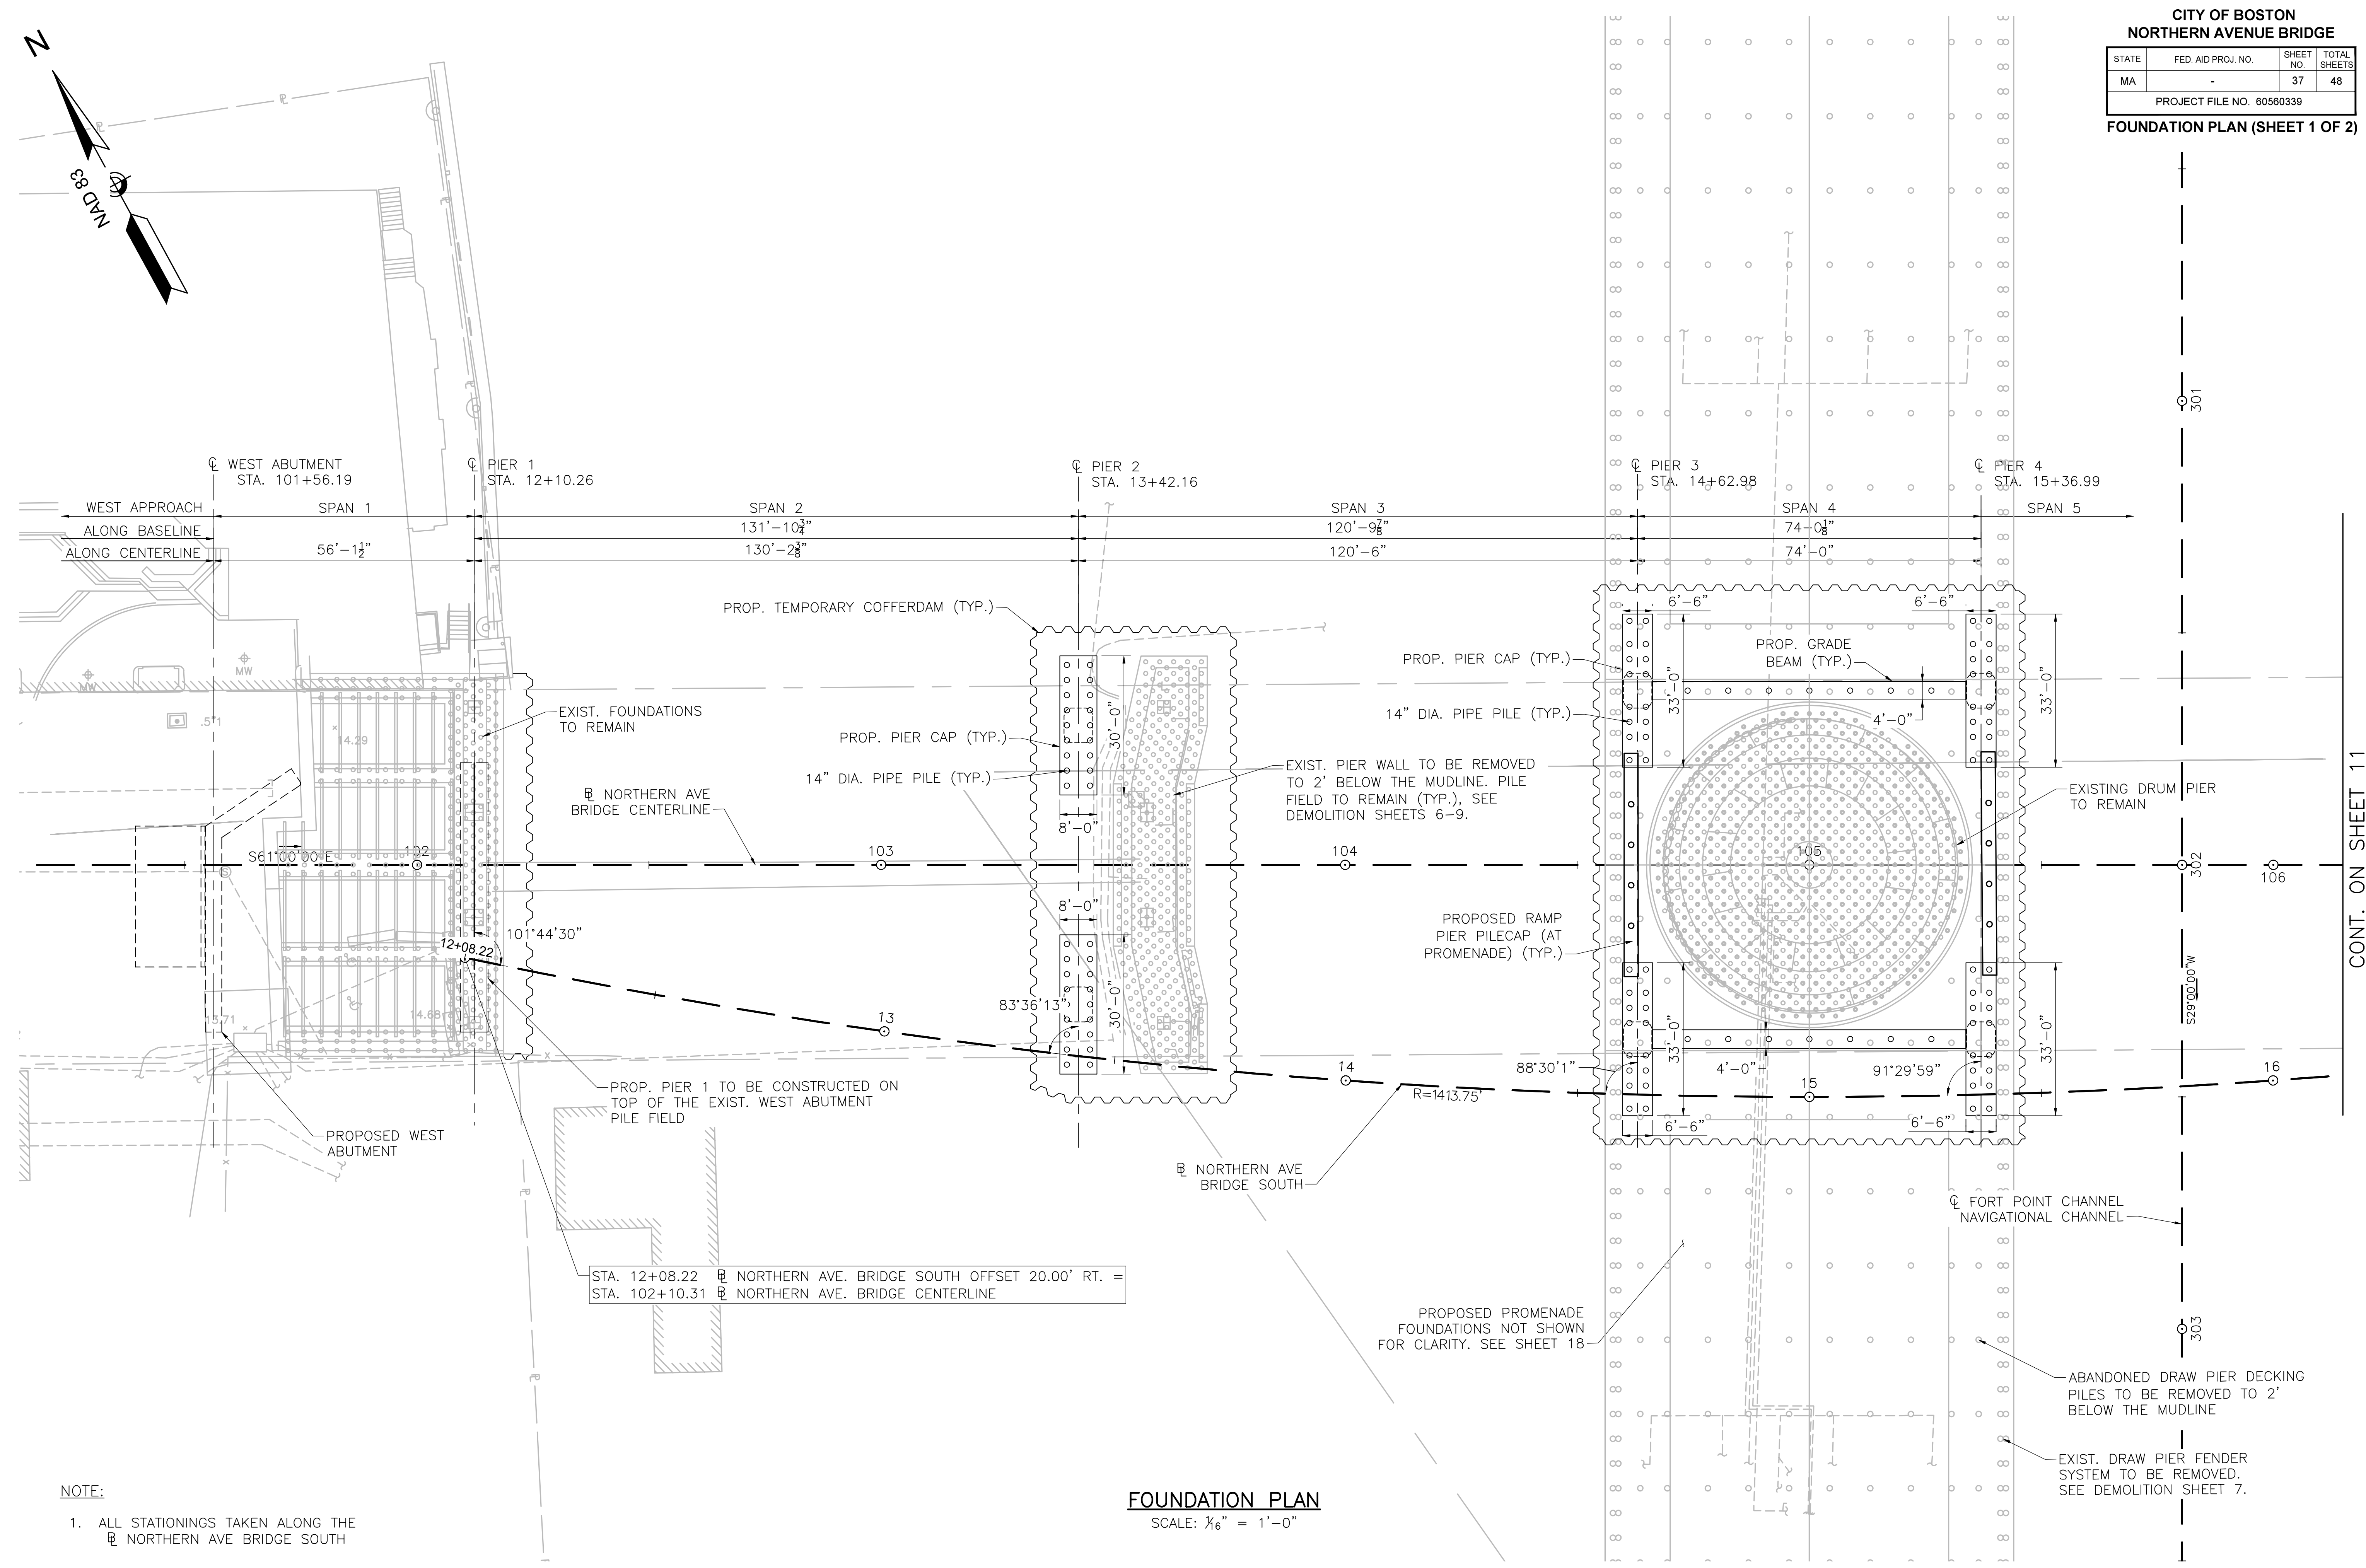 CITY OF BOSTON
NORTHERN AVENUE BRIDGE
STATE FED. AID PROJ. NO. SHEET NO. TOTAL SHEETS
MA - 37 48
PROJECT FILE NO. 60560339
FOUNDATION PLAN (SHEET 1 OF 2)
N
NAD 83
℄ WEST ABUTMENT
STA. 101+56.19
℄ PIER 1
STA. 12+10.26
℄ PIER 2
STA. 13+42.16
℄ PIER 3
STA. 14+62.98
℄ PIER 4
STA. 15+36.99
WEST APPROACH
SPAN 1
SPAN 2
SPAN 3
SPAN 4
SPAN 5
ALONG BASELINE
131'-10¾"
120'-9⅞"
74'-0⅛"
ALONG CENTERLINE
56'-1½"
130'-2⅜"
120'-6"
74'-0"
301
PROP. TEMPORARY COFFERDAM (TYP.)
6'-6"
6'-6"
PROP. PIER CAP (TYP.)
PROP. GRADE
BEAM (TYP.)
33'-0"
33'-0"
14" DIA. PIPE PILE (TYP.)
4'-0"
MW
MW
.511
14.29
EXIST. FOUNDATIONS
TO REMAIN
PROP. PIER CAP (TYP.)
30'-0"
14" DIA. PIPE PILE (TYP.)
8'-0"
EXIST. PIER WALL TO BE REMOVED
TO 2' BELOW THE MUDLINE. PILE
FIELD TO REMAIN (TYP.), SEE
DEMOLITION SHEETS 6-9.
EXISTING DRUM PIER
TO REMAIN
℄ NORTHERN AVE
BRIDGE CENTERLINE
S61°00'00"E
102
103
104
105
302
106
CONT. ON SHEET 11
8'-0"
101°44'30"
12+08.22
PROPOSED RAMP
PIER PILECAP (AT
PROMENADE) (TYP.)
83°36'13"
30'-0"
14.68
13.71
13
14
15
16
S29°00'00"W
33'-0"
33'-0"
88°30'1"
4'-0"
91°29'59"
R=1413.75'
6'-6"
6'-6"
PROP. PIER 1 TO BE CONSTRUCTED ON
TOP OF THE EXIST. WEST ABUTMENT
PILE FIELD
PROPOSED WEST
ABUTMENT
℄ NORTHERN AVE
BRIDGE SOUTH
℄ FORT POINT CHANNEL
NAVIGATIONAL CHANNEL
STA. 12+08.22 ℄ NORTHERN AVE. BRIDGE SOUTH OFFSET 20.00' RT. =
STA. 102+10.31 ℄ NORTHERN AVE. BRIDGE CENTERLINE
PROPOSED PROMENADE
FOUNDATIONS NOT SHOWN
FOR CLARITY. SEE SHEET 18
303
ABANDONED DRAW PIER DECKING
PILES TO BE REMOVED TO 2'
BELOW THE MUDLINE
EXIST. DRAW PIER FENDER
SYSTEM TO BE REMOVED.
SEE DEMOLITION SHEET 7.
NOTE:
1. ALL STATIONINGS TAKEN ALONG THE
℄ NORTHERN AVE BRIDGE SOUTH
FOUNDATION PLAN
SCALE: 1/16" = 1'-0"